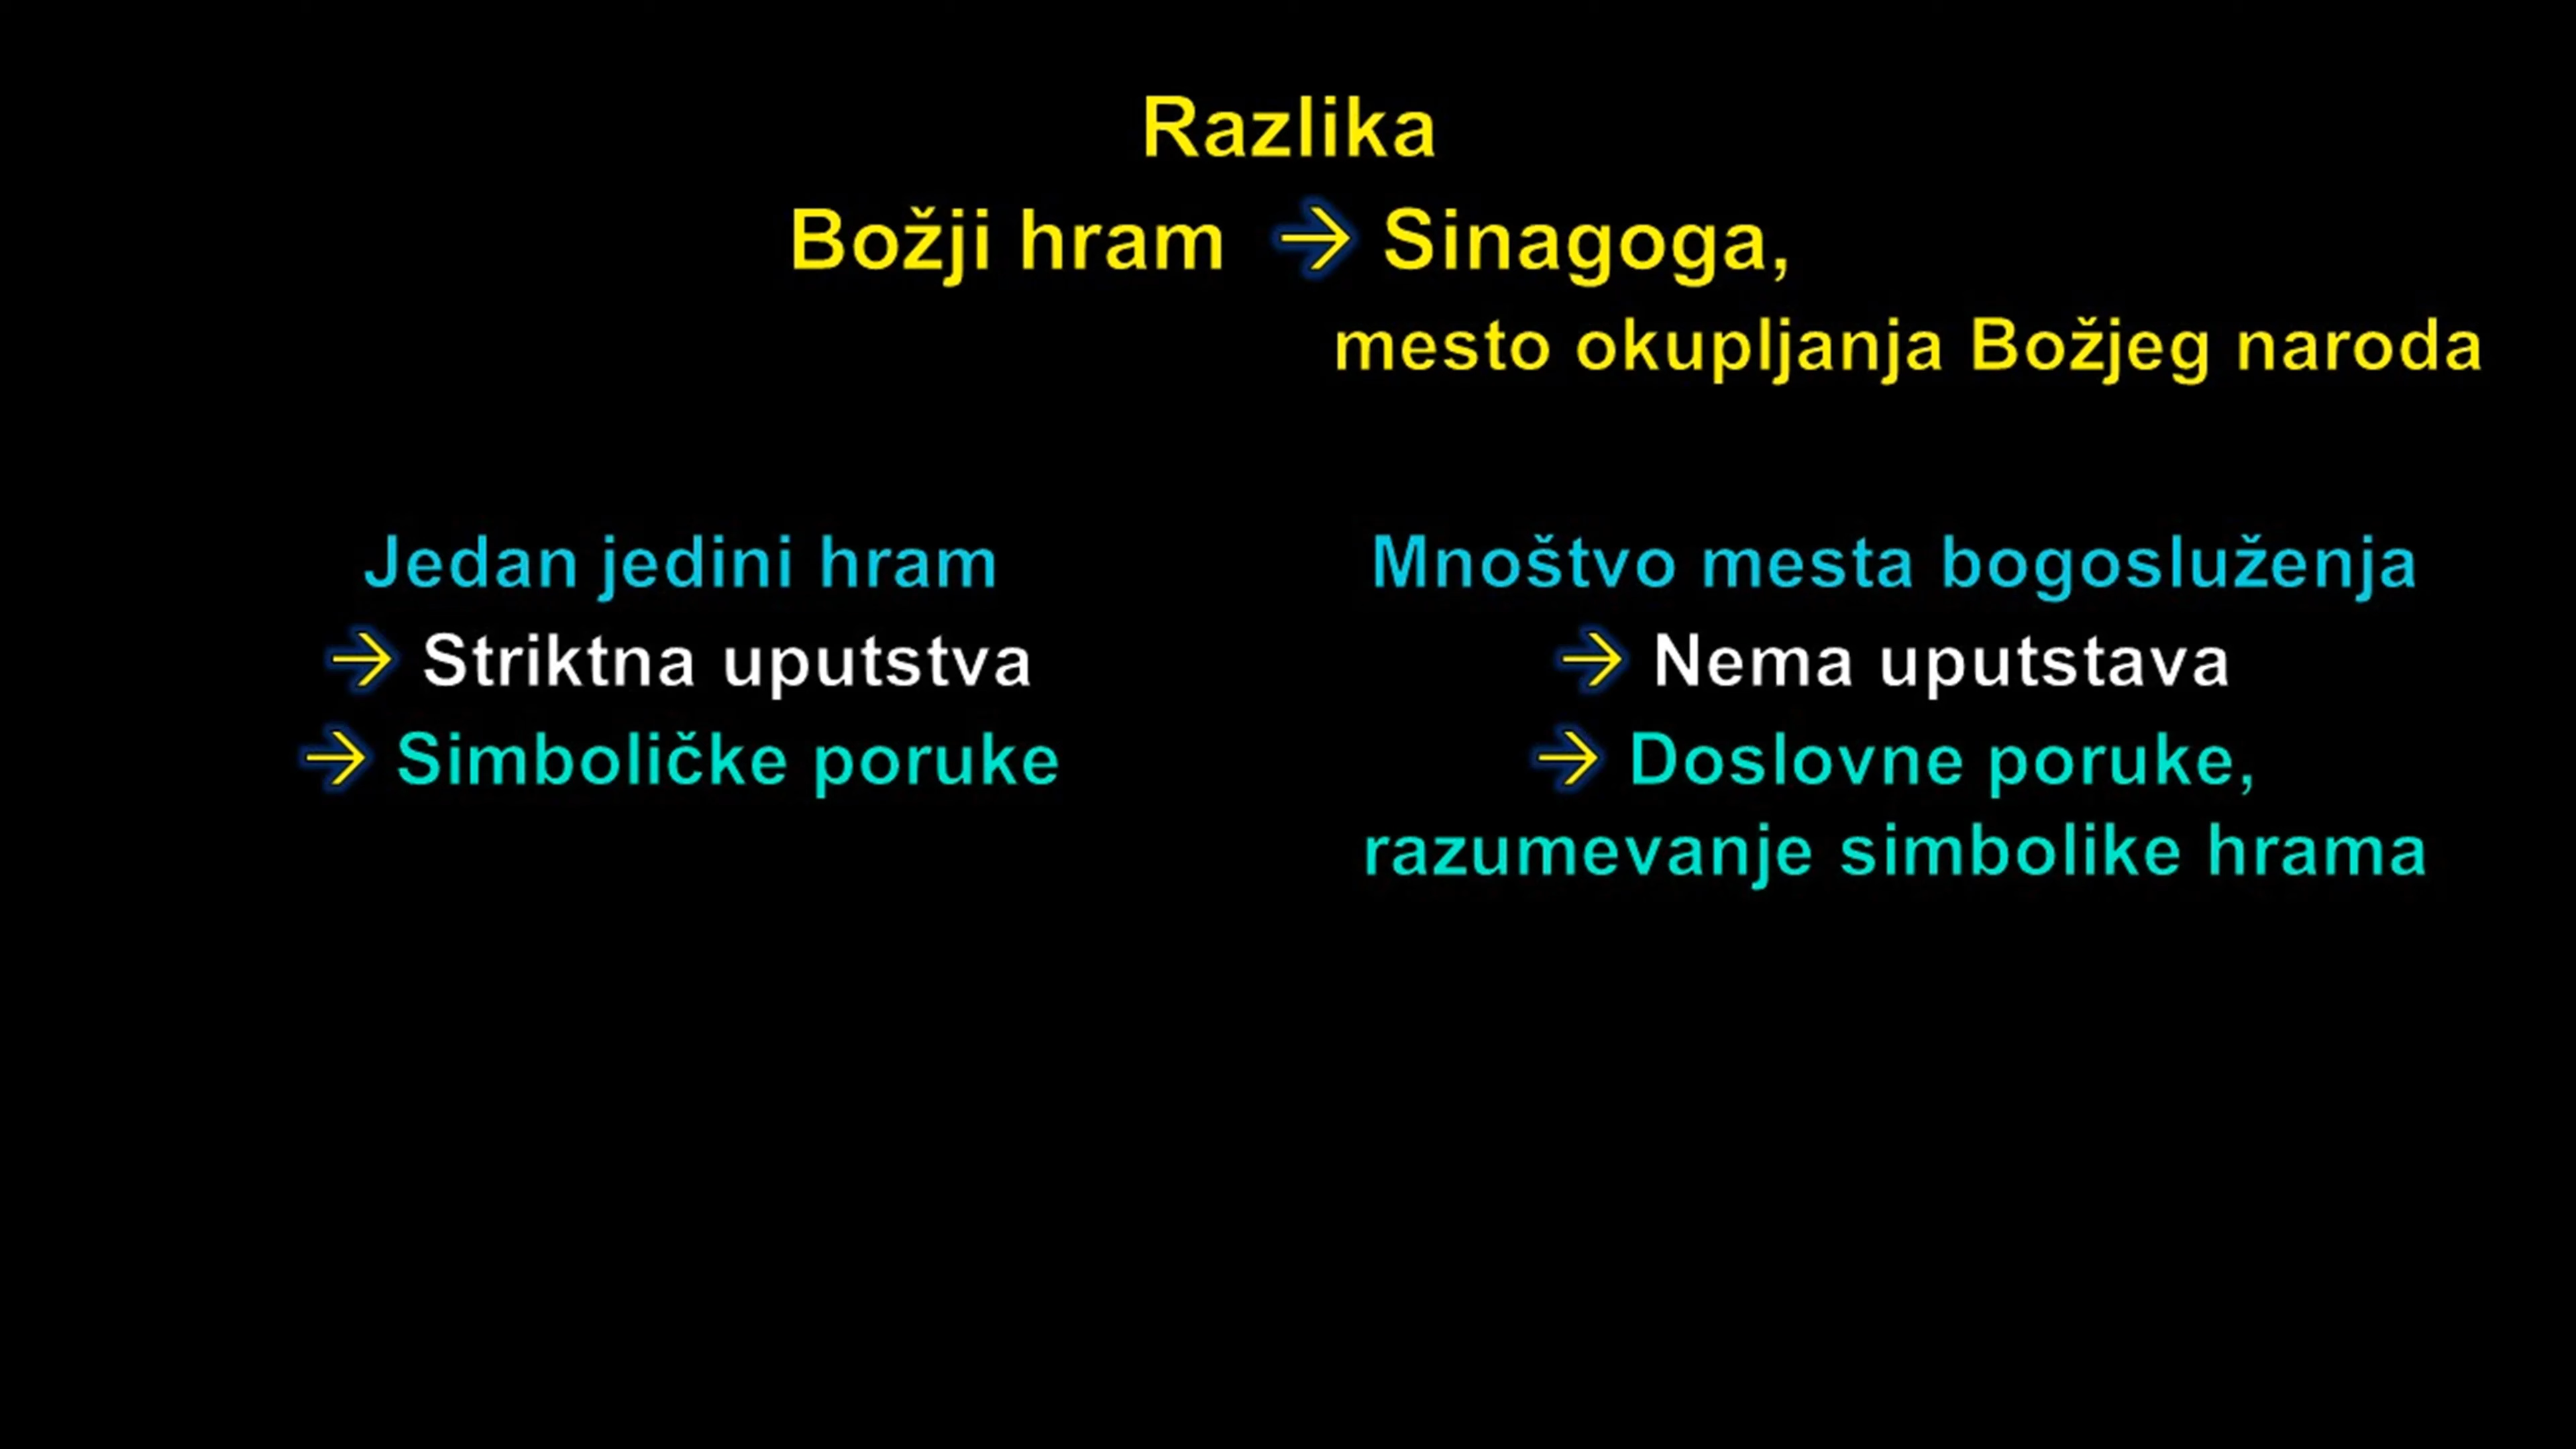 Razlika
Božji hram → Sinagoga,
mesto okupljanja Božjeg naroda
Jedan jedini hram
→ Striktna uputstva
→ Simboličke poruke
Mnoštvo mesta bogosluženja
→ Nema uputstava
→ Doslovne poruke,
razumevanje simbolike hrama